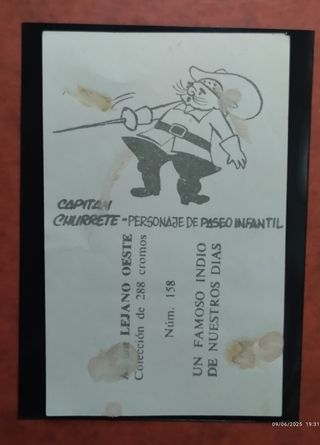 CAPITAN
CHURRETE - PERSONAJE DE PASEO INFANTIL
LEJANO OESTE
Colección de 288 cromos
Núm. 158
UN FAMOSO INDIO
DE NUESTROS DIAS
09/06/2025 19:31